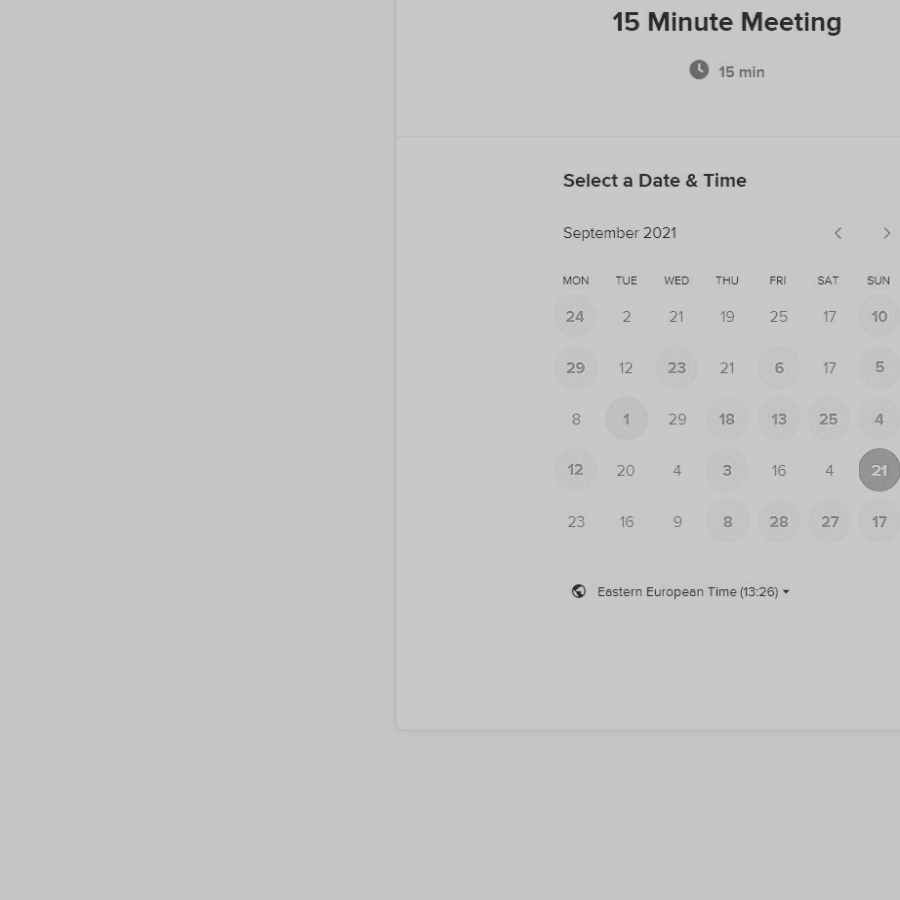 15 Minute Meeting
15 min
Select a Date & Time
September 2021
MON TUE WED THU FRI SAT SUN
24 2 21 19 25 17 10
29 12 23 21 6 17 5
8 1 29 18 13 25 4
12 20 4 3 16 4 21
23 16 9 8 28 27 17
Eastern European Time (13:26)